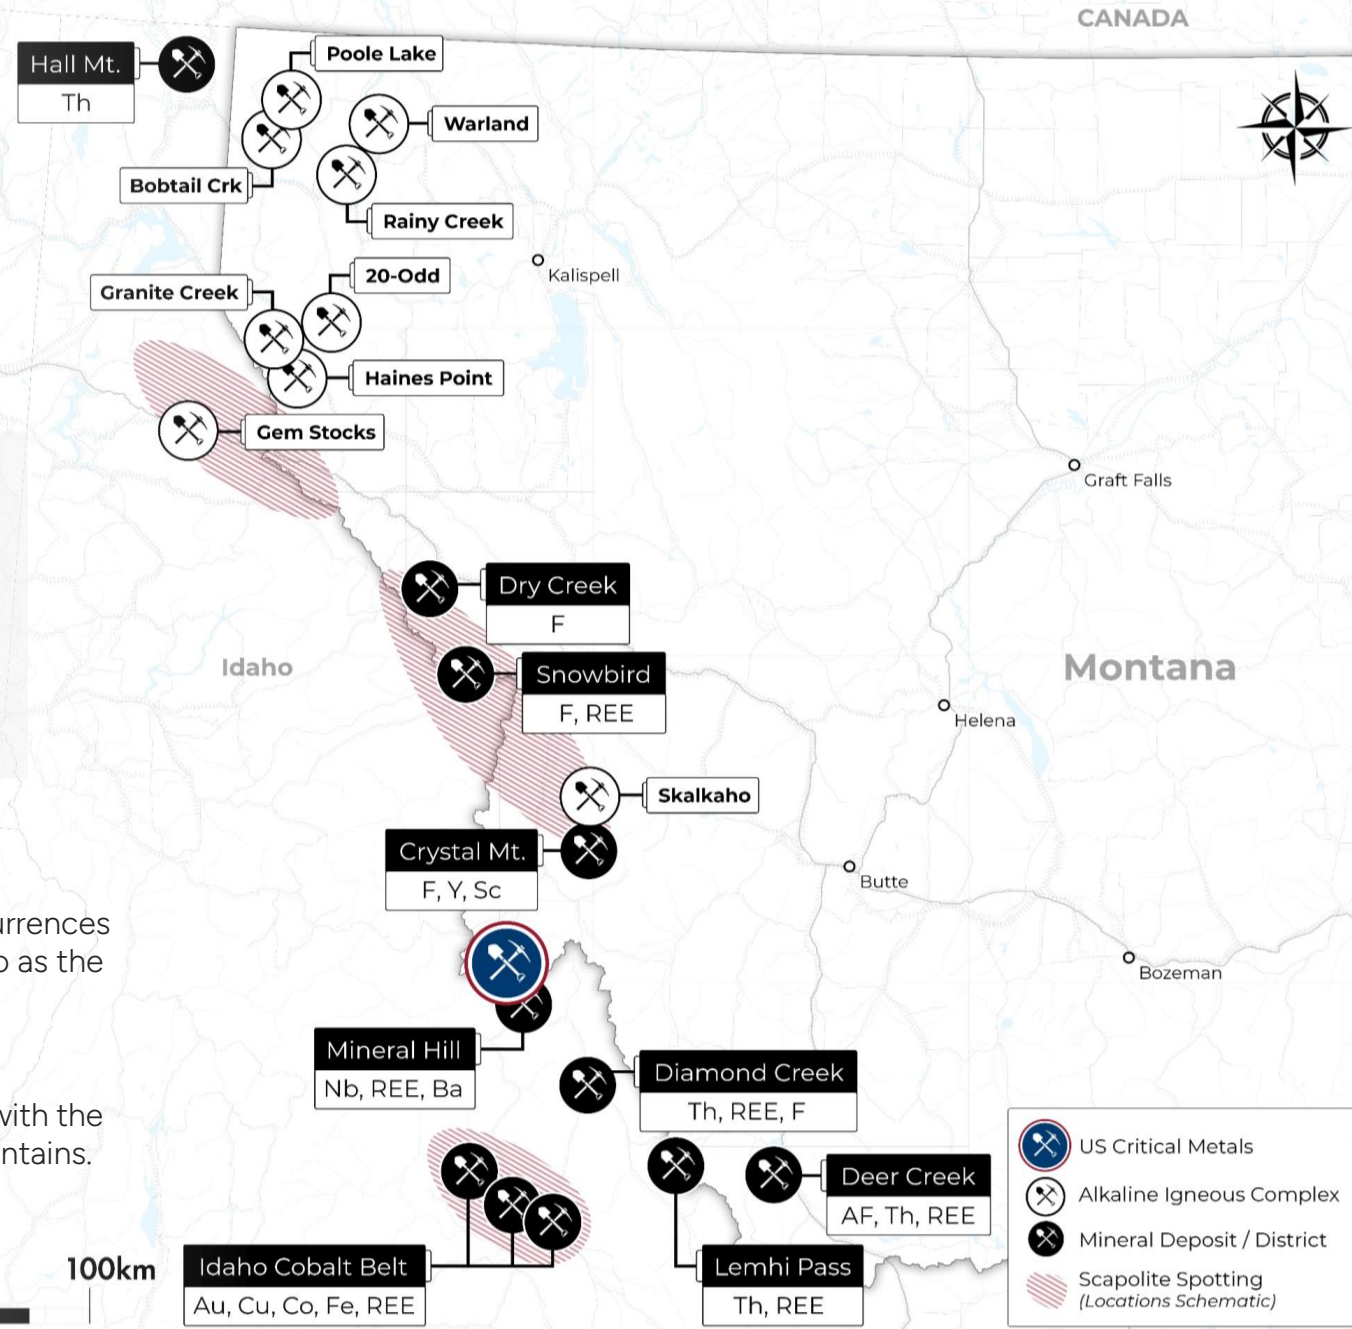 CANADA
Hall Mt.
Th
Poole Lake
Warland
Bobtail Crk
Rainy Creek
20-Odd
Kalispell
Granite Creek
Haines Point
Gem Stocks
Graft Falls
Dry Creek
F
Idaho
Montana
Snowbird
F, REE
Helena
Skalkaho
Crystal Mt.
F, Y, Sc
Butte
urrences
o as the
Bozeman
Mineral Hill
Nb, REE, Ba
Diamond Creek
Th, REE, F
with the
ntains.
Deer Creek
AF, Th, REE
100km
Idaho Cobalt Belt
Au, Cu, Co, Fe, REE
Lemhi Pass
Th, REE
US Critical Metals
Alkaline Igneous Complex
Mineral Deposit / District
Scapolite Spotting
(Locations Schematic)